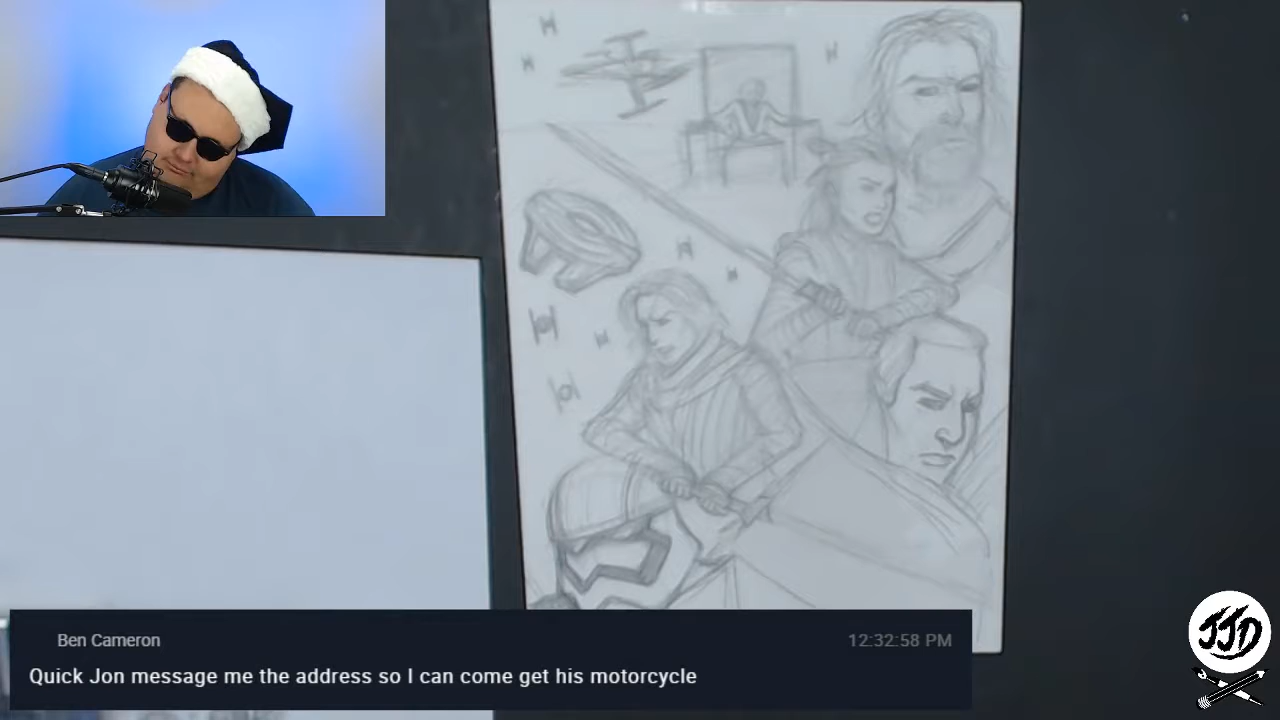 Ben Cameron
12:32:58 PM
Quick Jon message me the address so I can come get his motorcycle
JJD